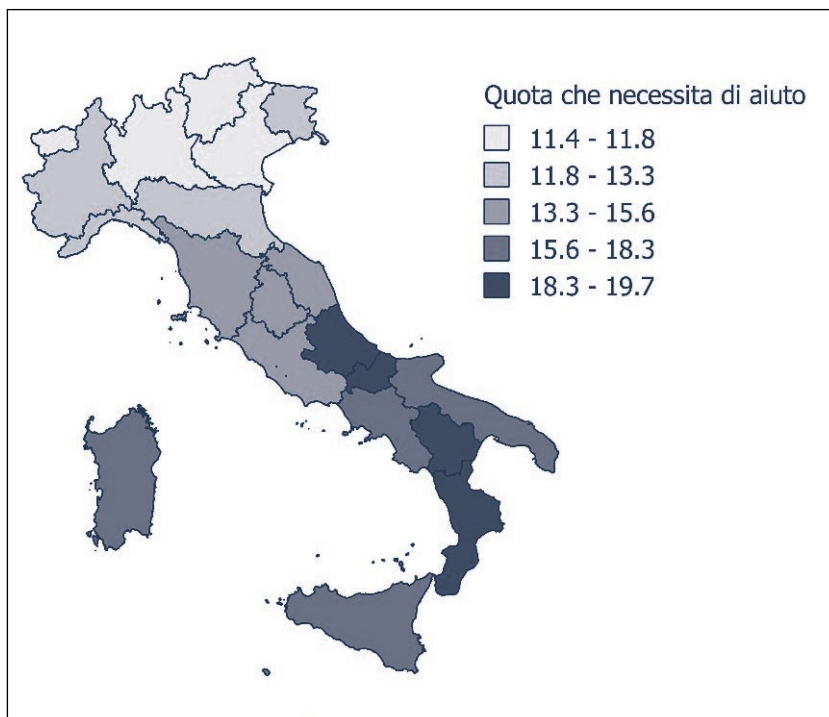 Quota che necessita di aiuto
11.4 - 11.8
11.8 - 13.3
13.3 - 15.6
15.6 - 18.3
18.3 - 19.7